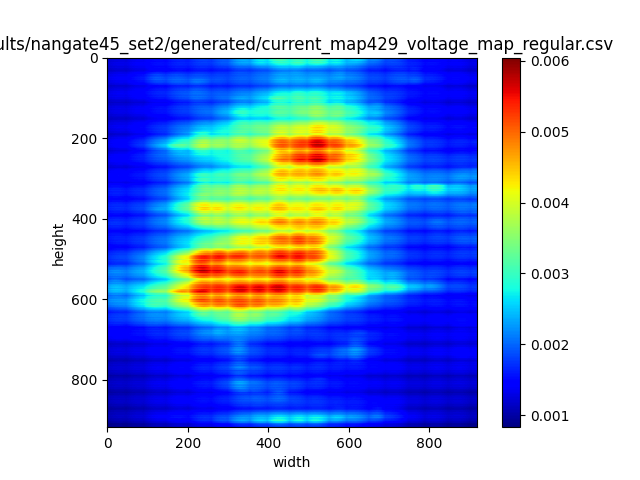 ults/nangate45_set2/generated/current_map429_voltage_map_regular.csv
0
200
400
600
800
height
0 200 400 600 800
width
0.006
0.005
0.004
0.003
0.002
0.001